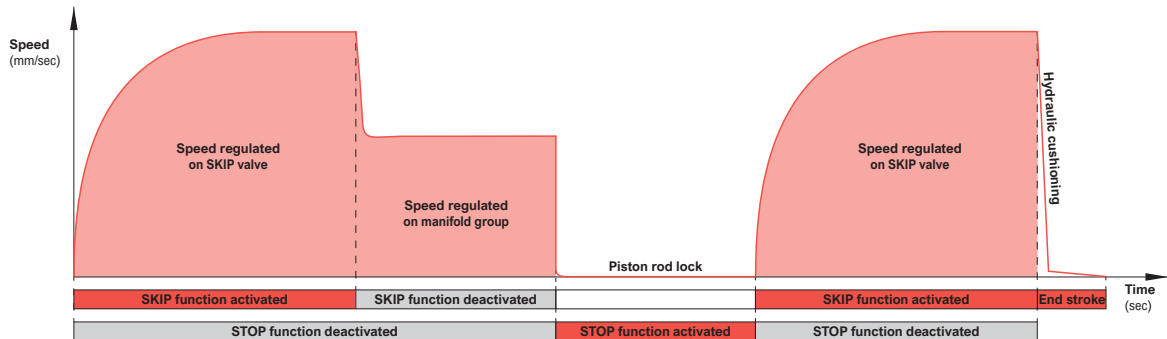 Speed
(mm/sec)
Speed regulated
on SKIP valve
Speed regulated
on manifold group
Piston rod lock
Speed regulated
on SKIP valve
Hydraulic cushioning
SKIP function activated
SKIP function deactivated
SKIP function activated
End stroke
Time
(sec)
STOP function deactivated
STOP function activated
STOP function deactivated